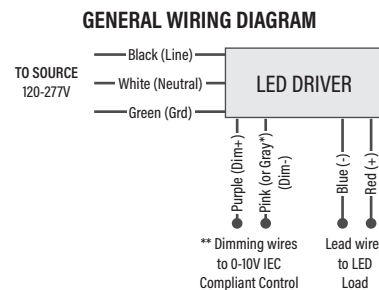 GENERAL WIRING DIAGRAM
Black (Line)
TO SOURCE
120-277V
White (Neutral)
Green (Grd)
LED DRIVER
Purple (Dim+)
Pink (or Gray*)
(Dim-)
Blue (-)
Red (+)
** Dimming wires
to 0-10V IEC
Compliant Control
Lead wire
to LED
Load